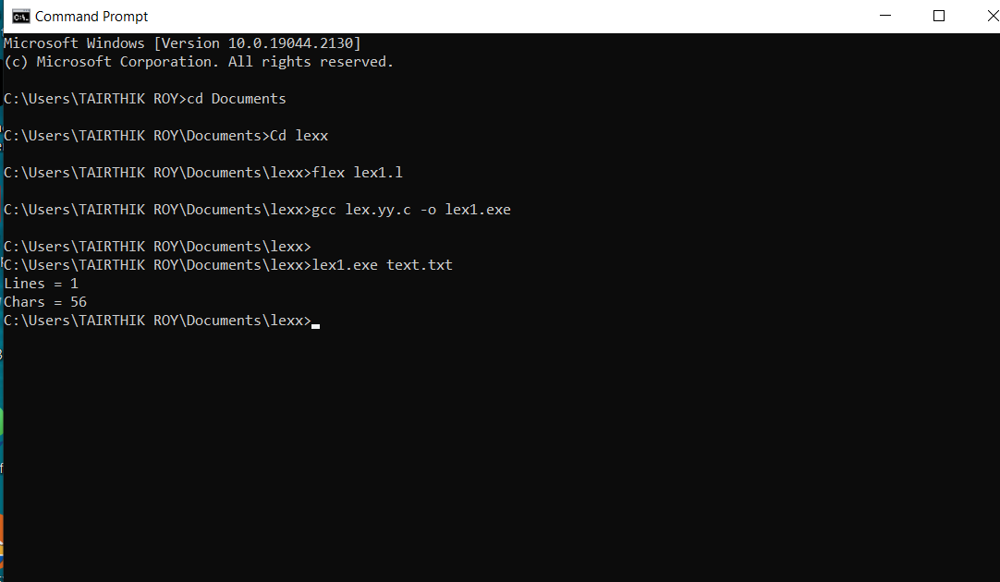 Command Prompt
Microsoft Windows [Version 10.0.19044.2130]
(c) Microsoft Corporation. All rights reserved.
C:\Users\TAIRTHIK ROY>cd Documents
C:\Users\TAIRTHIK ROY\Documents>Cd lexx
C:\Users\TAIRTHIK ROY\Documents\lexx>flex lex1.l
C:\Users\TAIRTHIK ROY\Documents\lexx>gcc lex.yy.c -o lex1.exe
C:\Users\TAIRTHIK ROY\Documents\lexx>
C:\Users\TAIRTHIK ROY\Documents\lexx>lex1.exe text.txt
Lines = 1
Chars = 56
C:\Users\TAIRTHIK ROY\Documents\lexx>